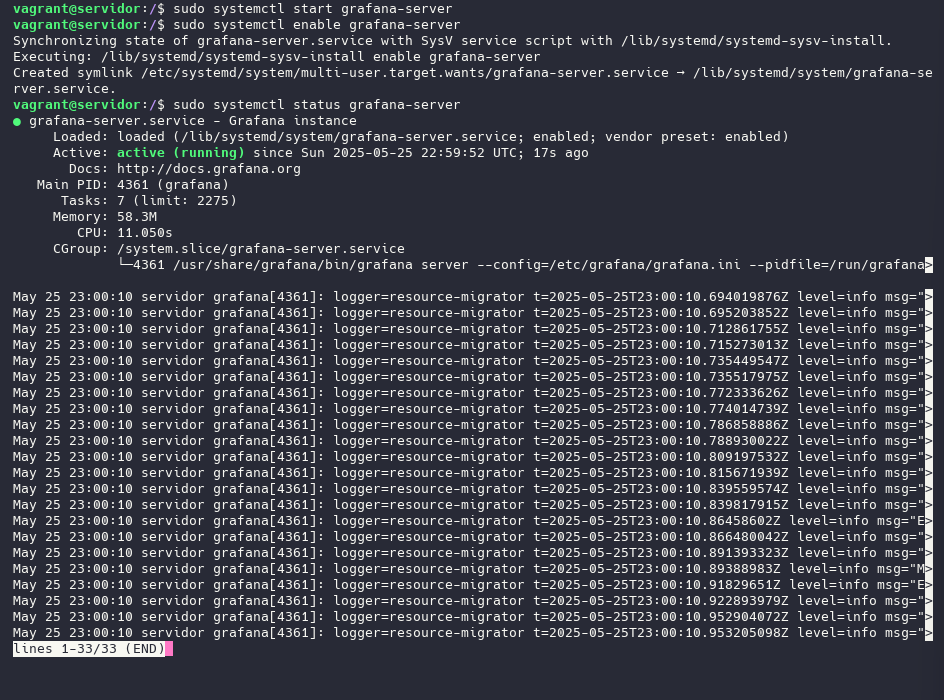 vagrant@servidor:/$ sudo systemctl start grafana-server
vagrant@servidor:/$ sudo systemctl enable grafana-server
Synchronizing state of grafana-server.service with SysV service script with /lib/systemd/systemd-sysv-install.
Executing: /lib/systemd/systemd-sysv-install enable grafana-server
Created symlink /etc/systemd/system/multi-user.target.wants/grafana-server.service → /lib/systemd/system/grafana-se
rver.service.
vagrant@servidor:/$ sudo systemctl status grafana-server
● grafana-server.service - Grafana instance
     Loaded: loaded (/lib/systemd/system/grafana-server.service; enabled; vendor preset: enabled)
     Active: active (running) since Sun 2025-05-25 22:59:52 UTC; 17s ago
       Docs: http://docs.grafana.org
   Main PID: 4361 (grafana)
      Tasks: 7 (limit: 2275)
     Memory: 58.3M
        CPU: 11.050s
     CGroup: /system.slice/grafana-server.service
             └─4361 /usr/share/grafana/bin/grafana server --config=/etc/grafana/grafana.ini --pidfile=/run/grafana>
May 25 23:00:10 servidor grafana[4361]: logger=resource-migrator t=2025-05-25T23:00:10.694019876Z level=info msg=">
May 25 23:00:10 servidor grafana[4361]: logger=resource-migrator t=2025-05-25T23:00:10.695203852Z level=info msg=">
May 25 23:00:10 servidor grafana[4361]: logger=resource-migrator t=2025-05-25T23:00:10.712861755Z level=info msg=">
May 25 23:00:10 servidor grafana[4361]: logger=resource-migrator t=2025-05-25T23:00:10.715273013Z level=info msg=">
May 25 23:00:10 servidor grafana[4361]: logger=resource-migrator t=2025-05-25T23:00:10.735449547Z level=info msg=">
May 25 23:00:10 servidor grafana[4361]: logger=resource-migrator t=2025-05-25T23:00:10.735517975Z level=info msg=">
May 25 23:00:10 servidor grafana[4361]: logger=resource-migrator t=2025-05-25T23:00:10.772333626Z level=info msg=">
May 25 23:00:10 servidor grafana[4361]: logger=resource-migrator t=2025-05-25T23:00:10.774014739Z level=info msg=">
May 25 23:00:10 servidor grafana[4361]: logger=resource-migrator t=2025-05-25T23:00:10.786858886Z level=info msg=">
May 25 23:00:10 servidor grafana[4361]: logger=resource-migrator t=2025-05-25T23:00:10.788930022Z level=info msg=">
May 25 23:00:10 servidor grafana[4361]: logger=resource-migrator t=2025-05-25T23:00:10.809197532Z level=info msg=">
May 25 23:00:10 servidor grafana[4361]: logger=resource-migrator t=2025-05-25T23:00:10.815671939Z level=info msg=">
May 25 23:00:10 servidor grafana[4361]: logger=resource-migrator t=2025-05-25T23:00:10.839559574Z level=info msg=">
May 25 23:00:10 servidor grafana[4361]: logger=resource-migrator t=2025-05-25T23:00:10.839817915Z level=info msg=">
May 25 23:00:10 servidor grafana[4361]: logger=resource-migrator t=2025-05-25T23:00:10.86458602Z level=info msg="E>
May 25 23:00:10 servidor grafana[4361]: logger=resource-migrator t=2025-05-25T23:00:10.866480042Z level=info msg=">
May 25 23:00:10 servidor grafana[4361]: logger=resource-migrator t=2025-05-25T23:00:10.891393323Z level=info msg=">
May 25 23:00:10 servidor grafana[4361]: logger=resource-migrator t=2025-05-25T23:00:10.89388983Z level=info msg="M>
May 25 23:00:10 servidor grafana[4361]: logger=resource-migrator t=2025-05-25T23:00:10.91829651Z level=info msg="E>
May 25 23:00:10 servidor grafana[4361]: logger=resource-migrator t=2025-05-25T23:00:10.922893979Z level=info msg=">
May 25 23:00:10 servidor grafana[4361]: logger=resource-migrator t=2025-05-25T23:00:10.952904072Z level=info msg=">
May 25 23:00:10 servidor grafana[4361]: logger=resource-migrator t=2025-05-25T23:00:10.953205098Z level=info msg=">
lines 1-33/33 (END)